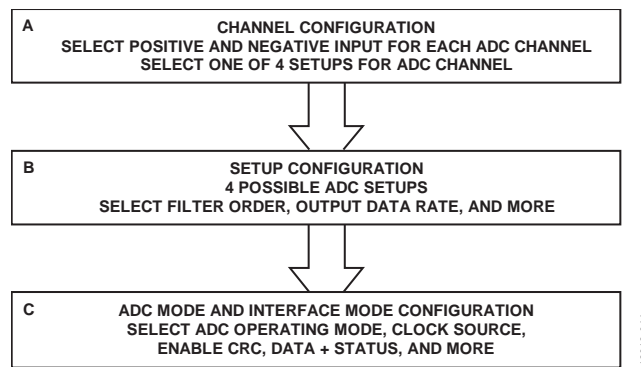 A
CHANNEL CONFIGURATION
SELECT POSITIVE AND NEGATIVE INPUT FOR EACH ADC CHANNEL
SELECT ONE OF 4 SETUPS FOR ADC CHANNEL
B
SETUP CONFIGURATION
4 POSSIBLE ADC SETUPS
SELECT FILTER ORDER, OUTPUT DATA RATE, AND MORE
C
ADC MODE AND INTERFACE MODE CONFIGURATION
SELECT ADC OPERATING MODE, CLOCK SOURCE,
ENABLE CRC, DATA + STATUS, AND MORE